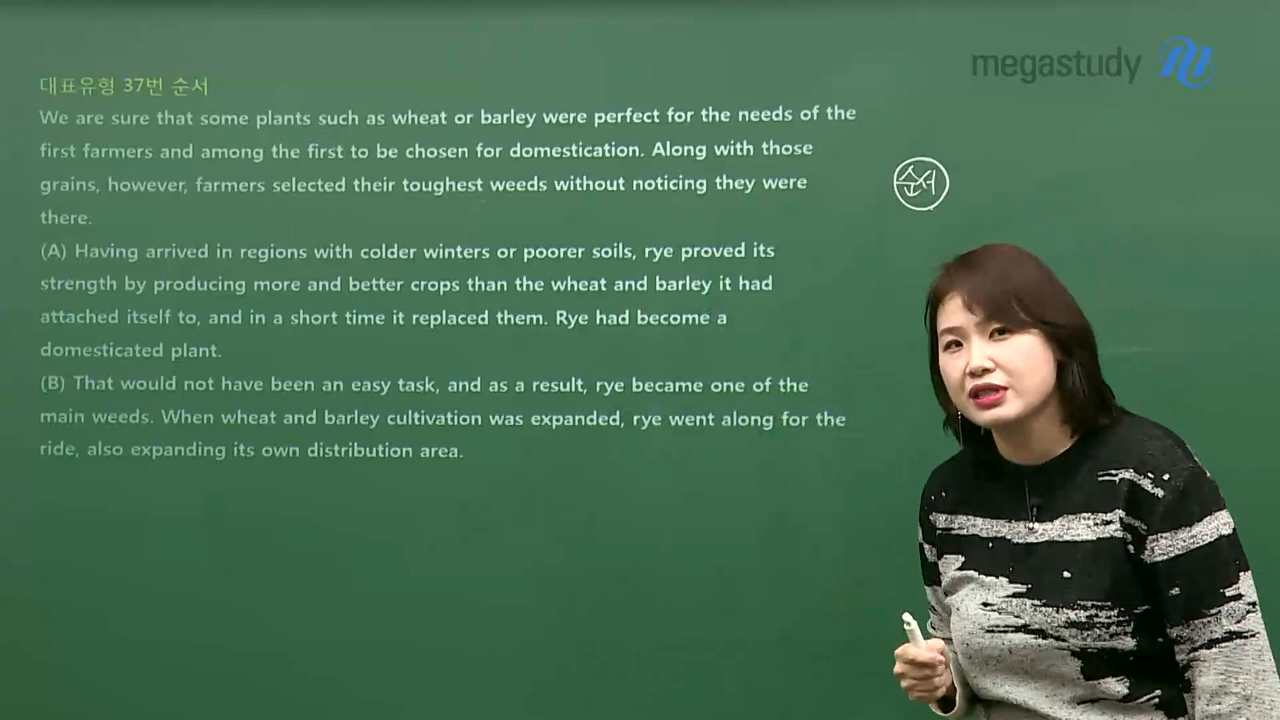 megastudy
대표유형 37번 순서
We are sure that some plants such as wheat or barley were perfect for the needs of the
first farmers and among the first to be chosen for domestication. Along with those
grains, however, farmers selected their toughest weeds without noticing they were
there.
순서
(A) Having arrived in regions with colder winters or poorer soils, rye proved its
strength by producing more and better crops than the wheat and barley it had
attached itself to, and in a short time it replaced them. Rye had become a
domesticated plant.
(B) That would not have been an easy task, and as a result, rye became one of the
main weeds. When wheat and barley cultivation was expanded, rye went along for the
ride, also expanding its own distribution area.